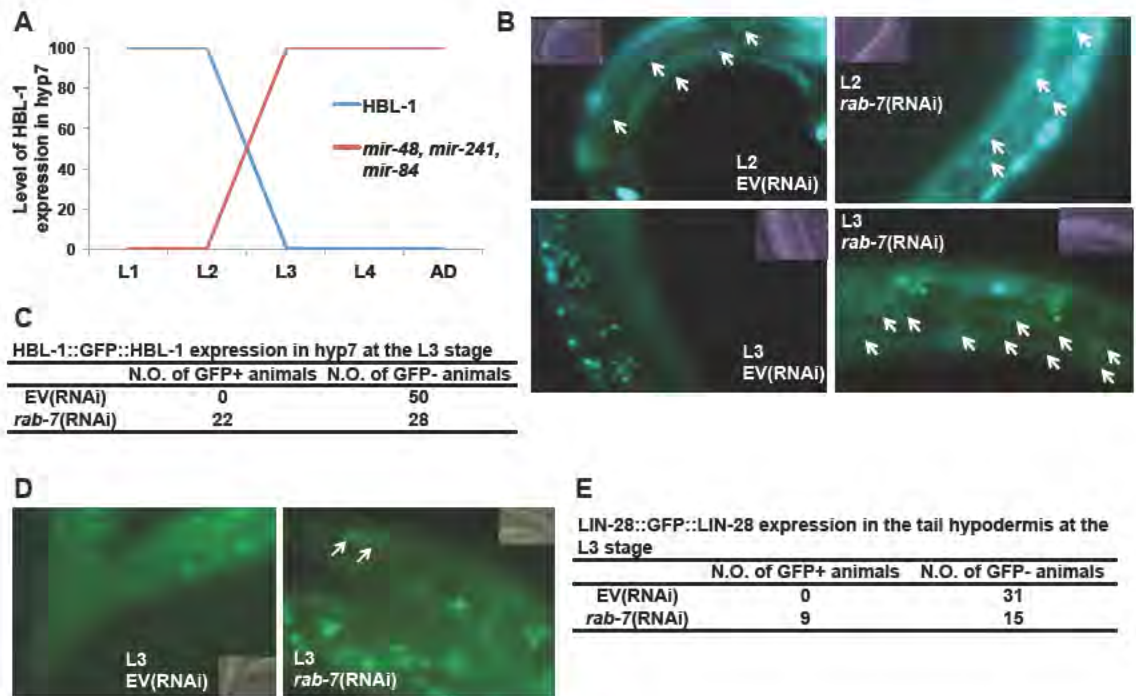 A
Level of HBL-1
expression in hyp7
100
80
60
40
20
0
L1
L2
L3
L4
AD
HBL-1
mir-48, mir-241,
mir-84
B
L2
EV(RNAi)
L2
rab-7(RNAi)
L3
EV(RNAi)
L3
rab-7(RNAi)
C
HBL-1::GFP::HBL-1 expression in hyp7 at the L3 stage
N.O. of GFP+ animals N.O. of GFP- animals
EV(RNAi) 0 50
rab-7(RNAi) 22 28
D
L3
EV(RNAi)
L3
rab-7(RNAi)
E
LIN-28::GFP::LIN-28 expression in the tail hypodermis at the
L3 stage
N.O. of GFP+ animals N.O. of GFP- animals
EV(RNAi) 0 31
rab-7(RNAi) 9 15